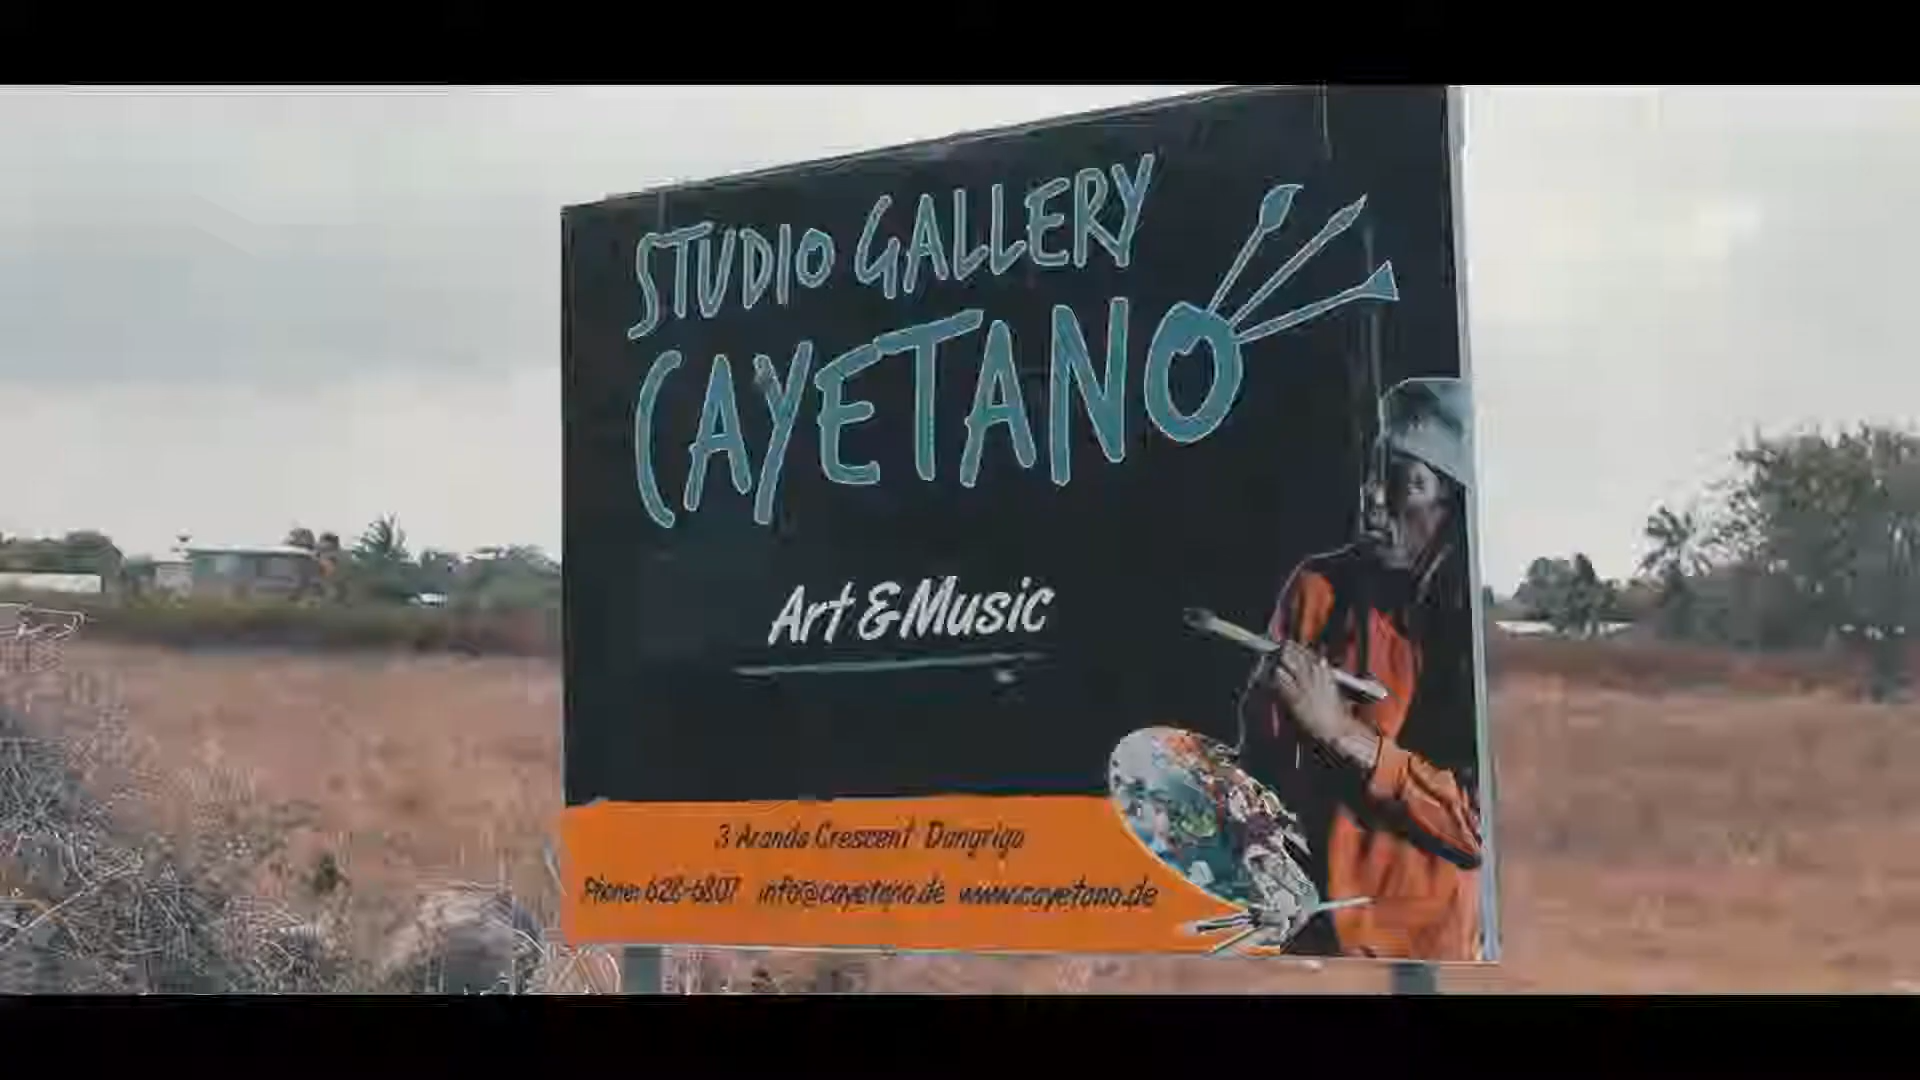 STUDIO GALLERY
CAYETANO
Art & Music
3 Aranda Crescent Dangriga
Phone: 628-6807 info@cayetano.de www.cayetano.de